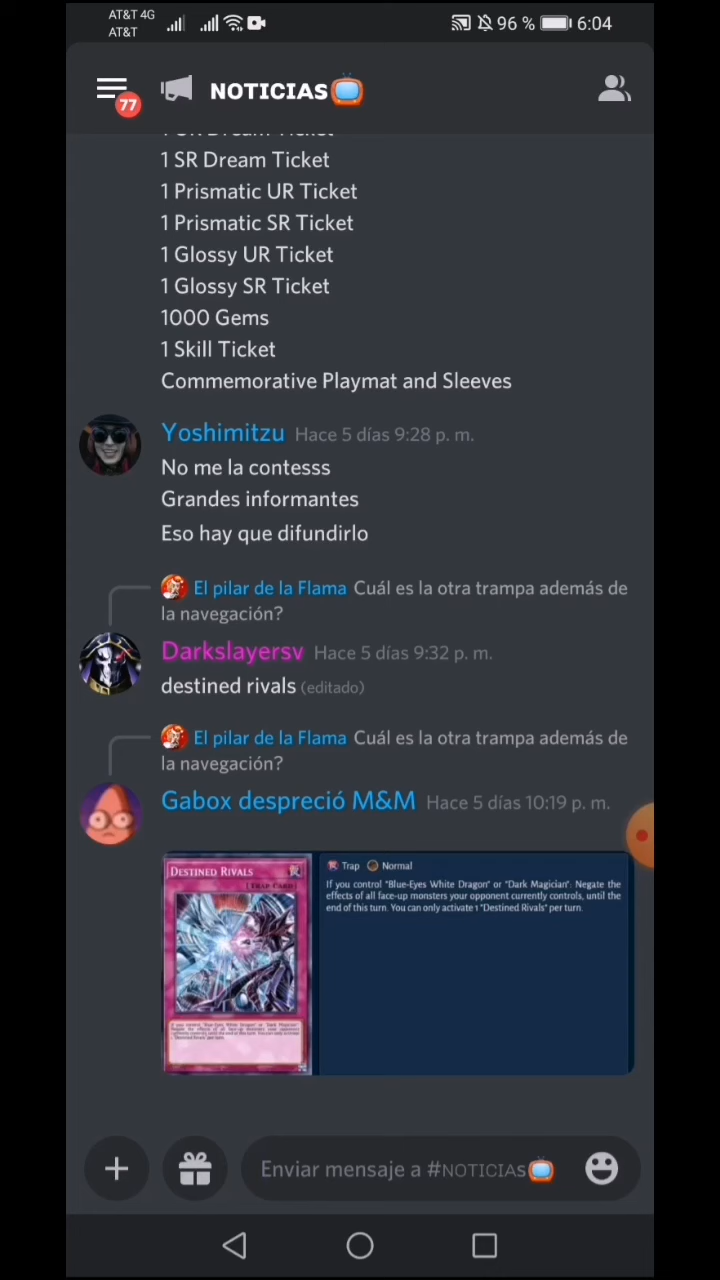 AT&T 4G
AT&T
96 %
6:04
77
NOTICIAS
1 SR Dream Ticket
1 Prismatic UR Ticket
1 Prismatic SR Ticket
1 Glossy UR Ticket
1 Glossy SR Ticket
1000 Gems
1 Skill Ticket
Commemorative Playmat and Sleeves
Yoshimitzu Hace 5 días 9:28 p. m.
No me la contesss
Grandes informantes
Eso hay que difundirlo
El pilar de la Flama Cuál es la otra trampa además de
la navegación?
Darkslayersv Hace 5 días 9:32 p. m.
destined rivals (editado)
El pilar de la Flama Cuál es la otra trampa además de
la navegación?
Gabox despreció M&M Hace 5 días 10:19 p. m.
DESTINED RIVALS
[TRAP CARD]
Trap Normal
If you control "Blue-Eyes White Dragon" or "Dark Magician": Negate the
effects of all face-up monsters your opponent currently controls, until the
end of this turn. You can only activate 1 "Destined Rivals" per turn.
Enviar mensaje a #NOTICIAS